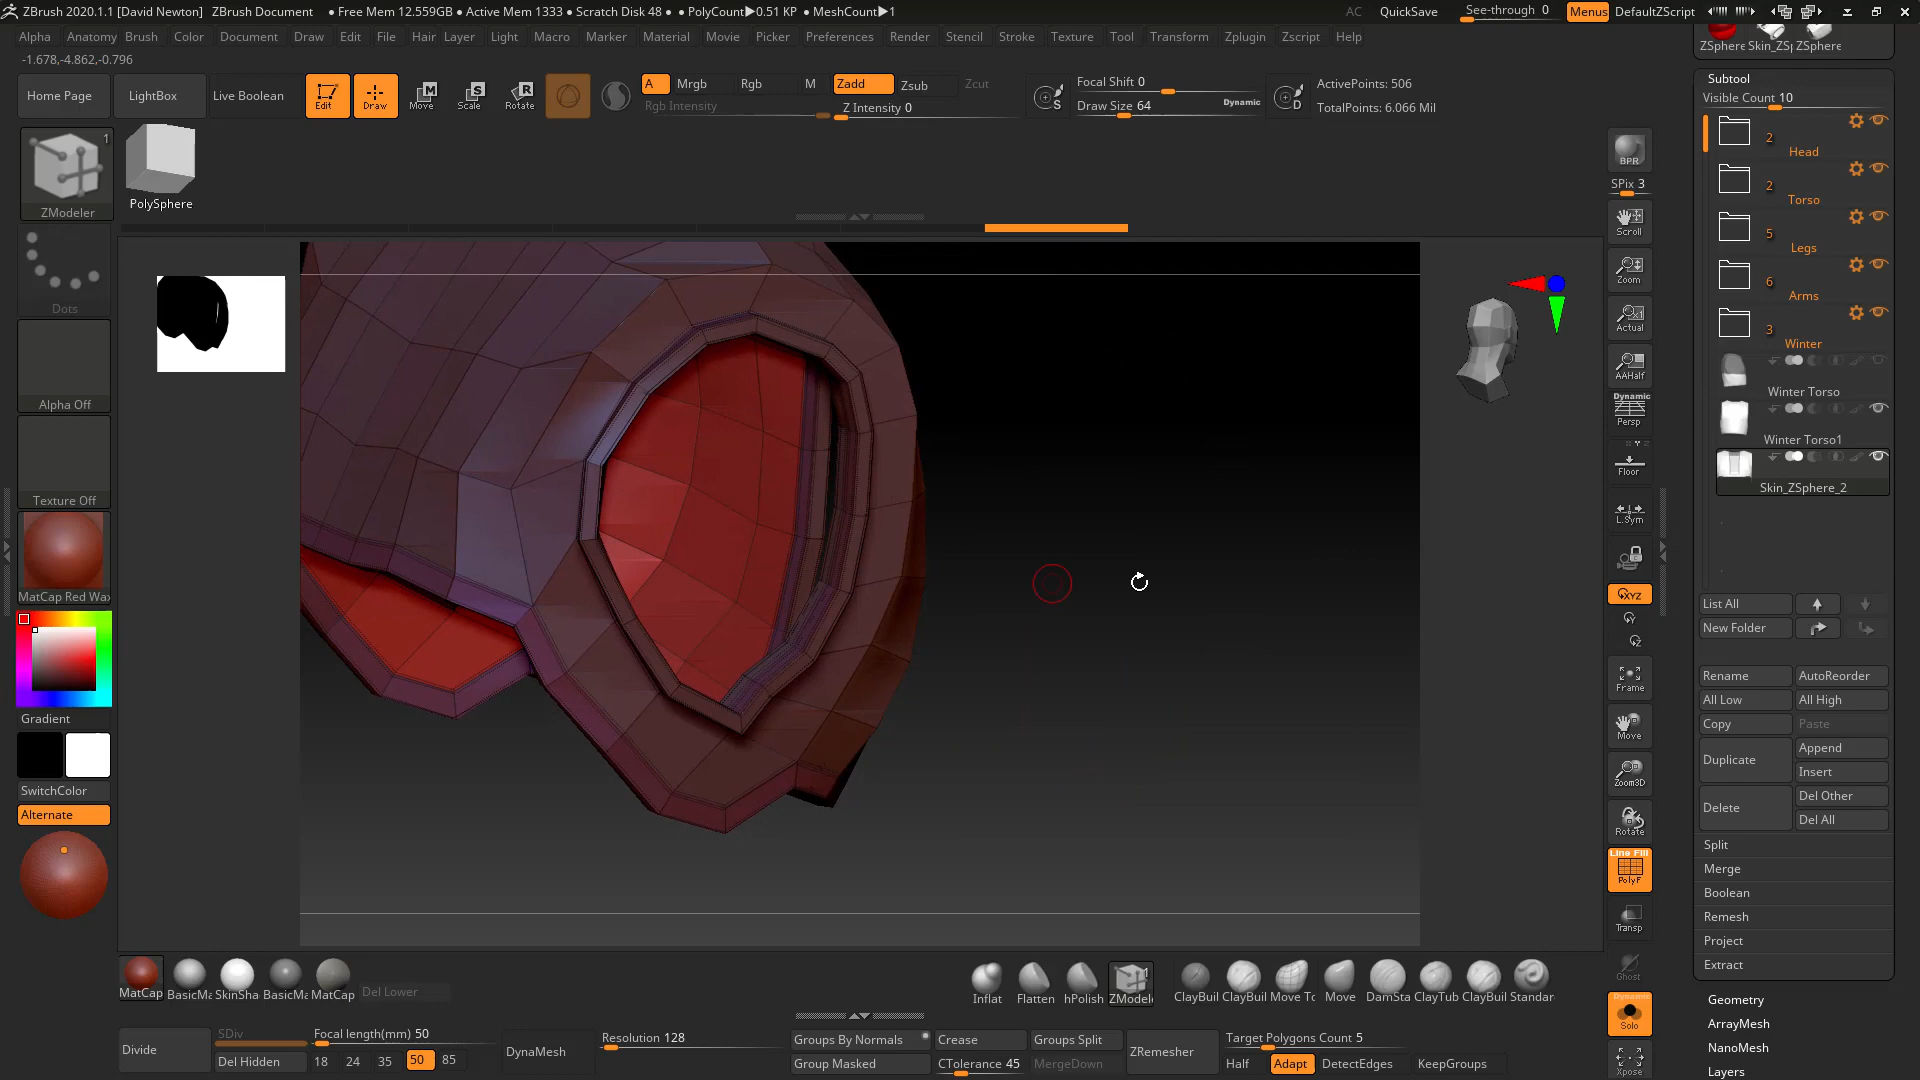 ZBrush 2020.1.1 [David Newton] ZBrush Document • Free Mem 12.559GB • Active Mem 1333 • Scratch Disk 48 • • PolyCount▶0.51 KP • MeshCount▶1 AC QuickSave See-through 0 Menus DefaultZScript
Alpha Anatomy Brush Color Document Draw Edit File Hair Layer Light Macro Marker Material Movie Picker Preferences Render Stencil Stroke Texture Tool Transform Zplugin Zscript Help
-1.678,-4.862,-0.796
Home Page LightBox Live Boolean Edit Draw Move Scale Rotate
A Mrgb Rgb M Zadd Zsub Zcut
Rgb Intensity Z Intensity 0
Focal Shift 0
Draw Size 64 Dynamic
S D
ActivePoints: 506
TotalPoints: 6.066 Mil
1
ZModeler
PolySphere
Dots
Alpha Off
Texture Off
MatCap Red Wax
Gradient
SwitchColor
Alternate
BPR
SPix 3
Scroll
Zoom
Actual
AAHalf
Dynamic
Persp
Floor
L.Sym
XYZ
Y
Z
Frame
Move
Zoom3D
Rotate
Line Fill
PolyF
Transp
Ghost
Dynamic
Solo
Xpose
ZSphere Skin_ZSp ZSphere
Subtool
Visible Count 10
2 Head
2 Torso
5 Legs
6 Arms
3 Winter
Winter Torso
Winter Torso1
Skin_ZSphere_2
List All
New Folder
Rename AutoReorder
All Low All High
Copy Paste
Duplicate Append
Insert
Delete Del Other
Del All
Split
Merge
Boolean
Remesh
Project
Extract
Geometry
ArrayMesh
NanoMesh
Layers
MatCap BasicMa SkinSha BasicMa MatCap Del Lower
Inflat Flatten hPolish ZModele 1 ClayBuil ClayBuil Move To Move DamSta ClayTub ClayBuil Standar
Divide SDiv
Del Hidden
Focal length(mm) 50
18 24 35 50 85
DynaMesh Resolution 128
Groups By Normals Crease Groups Split
Group Masked CTolerance 45 MergeDown
ZRemesher Target Polygons Count 5
Half Adapt DetectEdges KeepGroups